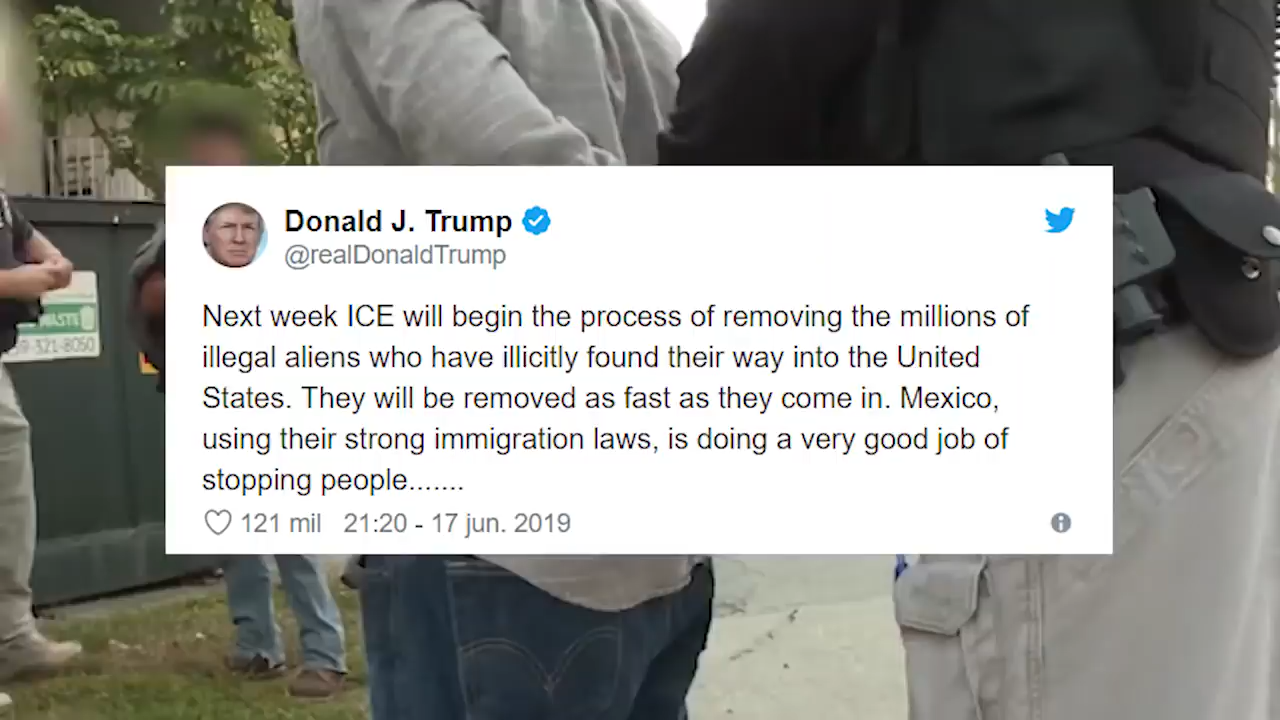 Donald J. Trump
@realDonaldTrump
Next week ICE will begin the process of removing the millions of
illegal aliens who have illicitly found their way into the United
States. They will be removed as fast as they come in. Mexico,
using their strong immigration laws, is doing a very good job of
stopping people.......
121 mil 21:20 - 17 jun. 2019
WASTE
321-8050